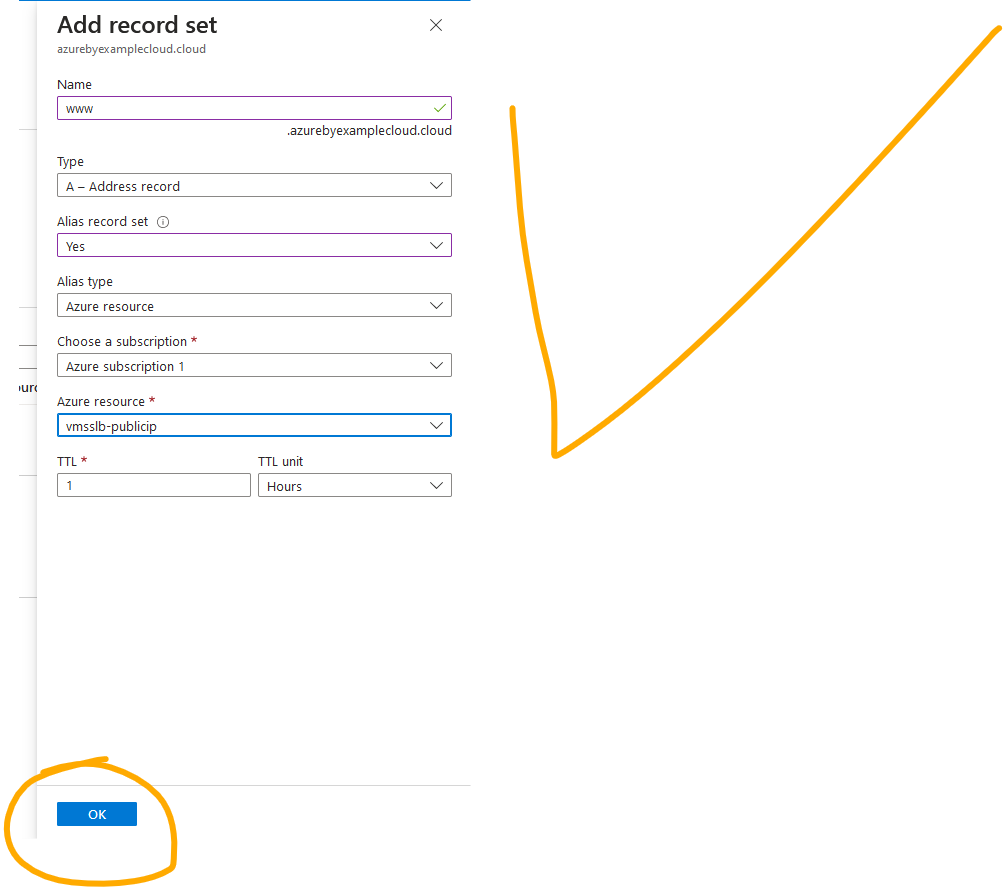 Add record set
azurebyexamplecloud.cloud
Name
www
.azurebyexamplecloud.cloud
Type
A – Address record
Alias record set
Yes
Alias type
Azure resource
Choose a subscription *
Azure subscription 1
Azure resource *
vmsslb-publicip
TTL * TTL unit
1 Hours
OK